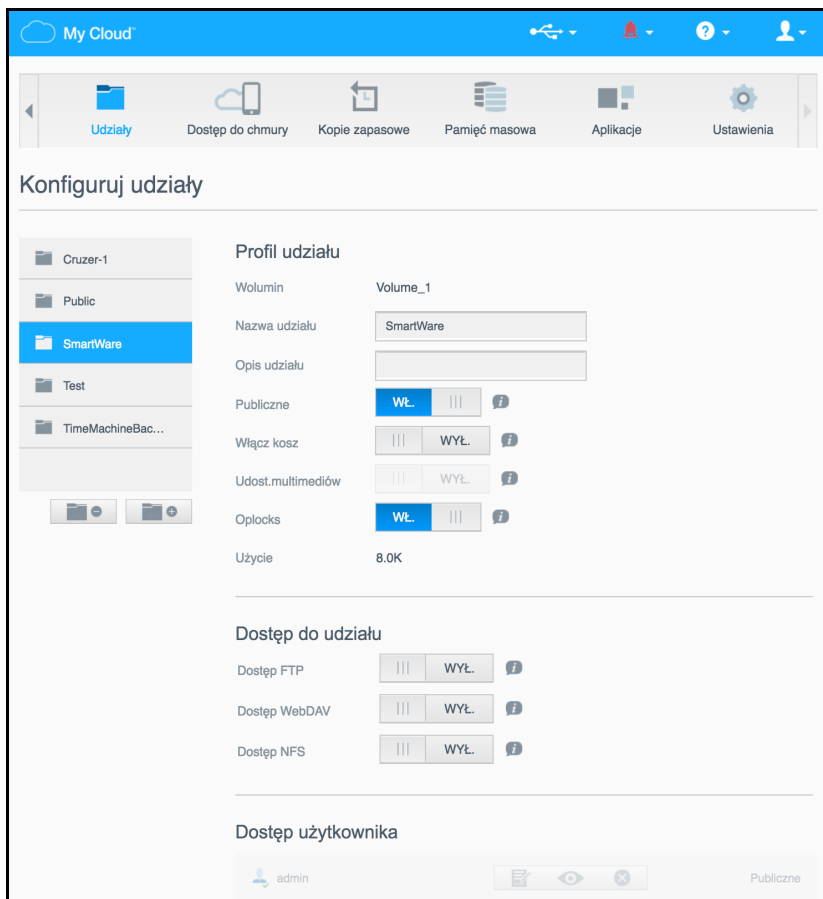 My Cloud™
Udziały
Dostęp do chmury
Kopie zapasowe
Pamięć masowa
Aplikacje
Ustawienia
Konfiguruj udziały
Cruzer-1
Public
SmartWare
Test
TimeMachineBac...
Profil udziału
Wolumin Volume_1
Nazwa udziału SmartWare
Opis udziału
Publiczne WŁ.
Włącz kosz WYŁ.
Udost.multimediów WYŁ.
Oplocks WŁ.
Użycie 8.0K
Dostęp do udziału
Dostęp FTP WYŁ.
Dostęp WebDAV WYŁ.
Dostęp NFS WYŁ.
Dostęp użytkownika
admin Publiczne